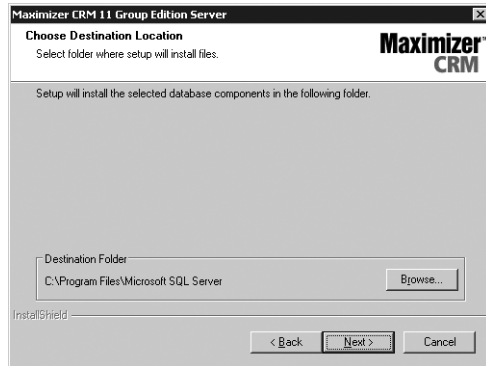 Maximizer CRM 11 Group Edition Server
Choose Destination Location
Select folder where setup will install files.
Maximizer™
CRM
Setup will install the selected database components in the following folder.
Destination Folder
C:\Program Files\Microsoft SQL Server
Browse...
InstallShield
< Back
Next >
Cancel